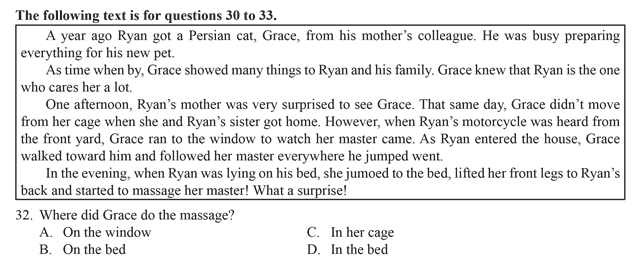 The following text is for questions 30 to 33.
A year ago Ryan got a Persian cat, Grace, from his mother's colleague. He was busy preparing
everything for his new pet.
As time when by, Grace showed many things to Ryan and his family. Grace knew that Ryan is the one
who cares her a lot.
One afternoon, Ryan's mother was very surprised to see Grace. That same day, Grace didn't move
from her cage when she and Ryan's sister got home. However, when Ryan's motorcycle was heard from
the front yard, Grace ran to the window to watch her master came. As Ryan entered the house, Grace
walked toward him and followed her master everywhere he jumped went.
In the evening, when Ryan was lying on his bed, she jumoed to the bed, lifted her front legs to Ryan's
back and started to massage her master! What a surprise!
32. Where did Grace do the massage?
A. On the window C. In her cage
B. On the bed D. In the bed